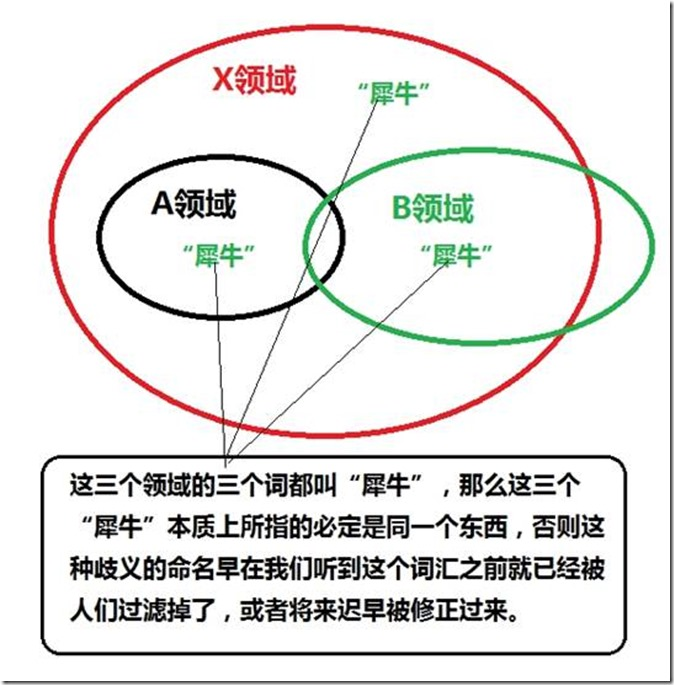 X领域
“犀牛”
A领域
B领域
“犀牛”
“犀牛”
这三个领域的三个词都叫“犀牛”，那么这三个
“犀牛”本质上所指的必定是同一个东西，否则这
种歧义的命名早在我们听到这个词汇之前就已经被
人们过滤掉了，或者将来迟早被修正过来。